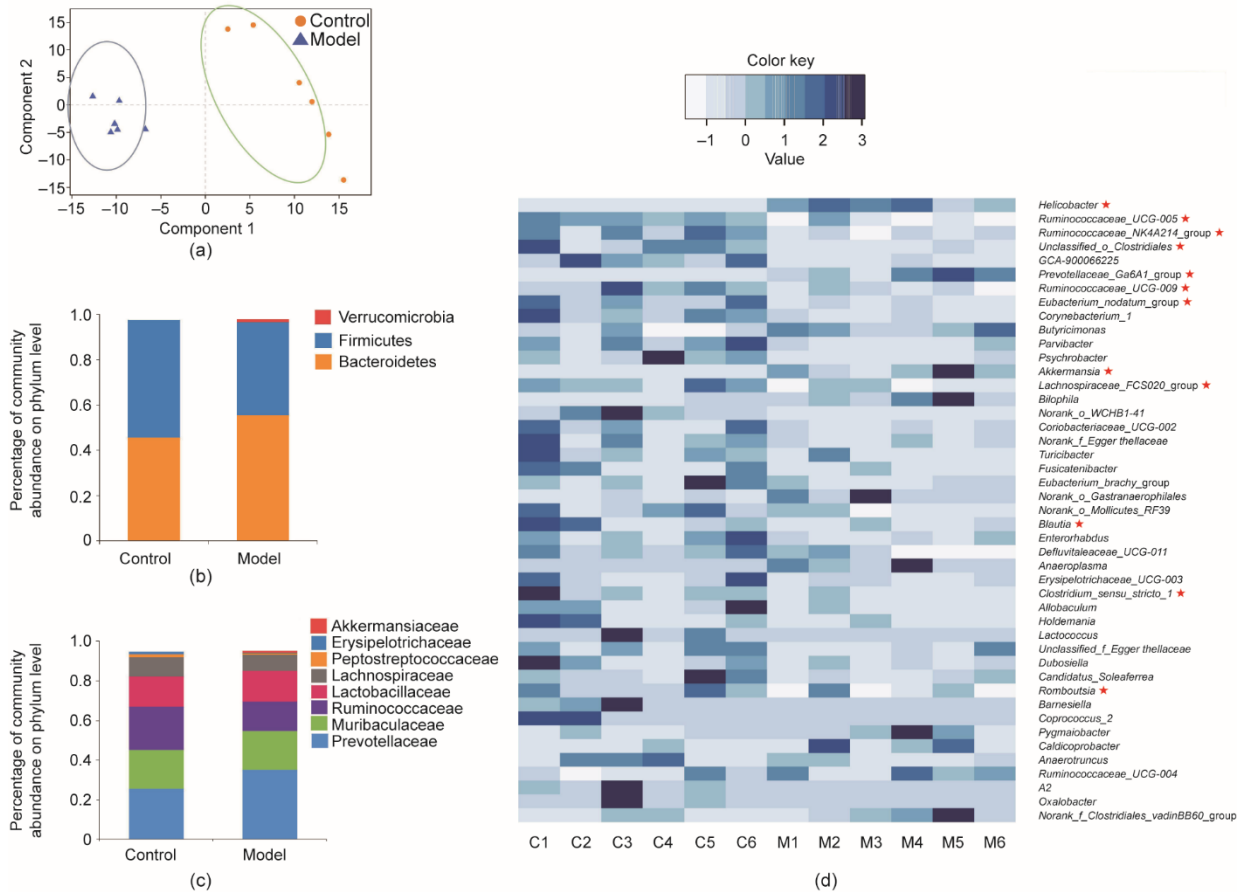 15
10
5
0
−5
−10
−15
Component 2
Control
Model
−15 −10 −5 0 5 10 15
Component 1
(a)
Percentage of community
abundance on phylum level
1.0
0.8
0.6
0.4
0.2
0
Verrucomicrobia
Firmicutes
Bacteroidetes
Control Model
(b)
Percentage of community
abundance on phylum level
1.0
0.8
0.6
0.4
0.2
0
Akkermansiaceae
Erysipelotrichaceae
Peptostreptococcaceae
Lachnospiraceae
Lactobacillaceae
Ruminococcaceae
Muribaculaceae
Prevotellaceae
Control Model
(c)
Color key
−1 0 1 2 3
Value
Helicobacter ★
Ruminococcaceae_UCG-005 ★
Ruminococcaceae_NK4A214_group ★
Unclassified_o_Clostridiales ★
GCA-900066225
Prevotellaceae_Ga6A1_group ★
Ruminococcaceae_UCG-009 ★
Eubacterium_nodatum_group ★
Corynebacterium_1
Butyricimonas
Parvibacter
Psychrobacter
Akkermansia ★
Lachnospiraceae_FCS020_group ★
Bilophila
Norank_o_WCHB1-41
Coriobacteriaceae_UCG-002
Norank_f_Egger thellaceae
Turicibacter
Fusicatenibacter
Eubacterium_brachy_group
Norank_o_Gastranaerophilales
Norank_o_Mollicutes_RF39
Blautia ★
Enterorhabdus
Defluvitaleaceae_UCG-011
Anaeroplasma
Erysipelotrichaceae_UCG-003
Clostridium_sensu_stricto_1 ★
Allobaculum
Holdemania
Lactococcus
Unclassified_f_Egger thellaceae
Dubosiella
Candidatus_Soleaferrea
Romboutsia ★
Barnesiella
Coprococcus_2
Pygmaiobacter
Caldicoprobacter
Anaerotruncus
Ruminococcaceae_UCG-004
A2
Oxalobacter
Norank_f_Clostridiales_vadinBB60_group
C1 C2 C3 C4 C5 C6 M1 M2 M3 M4 M5 M6
(d)